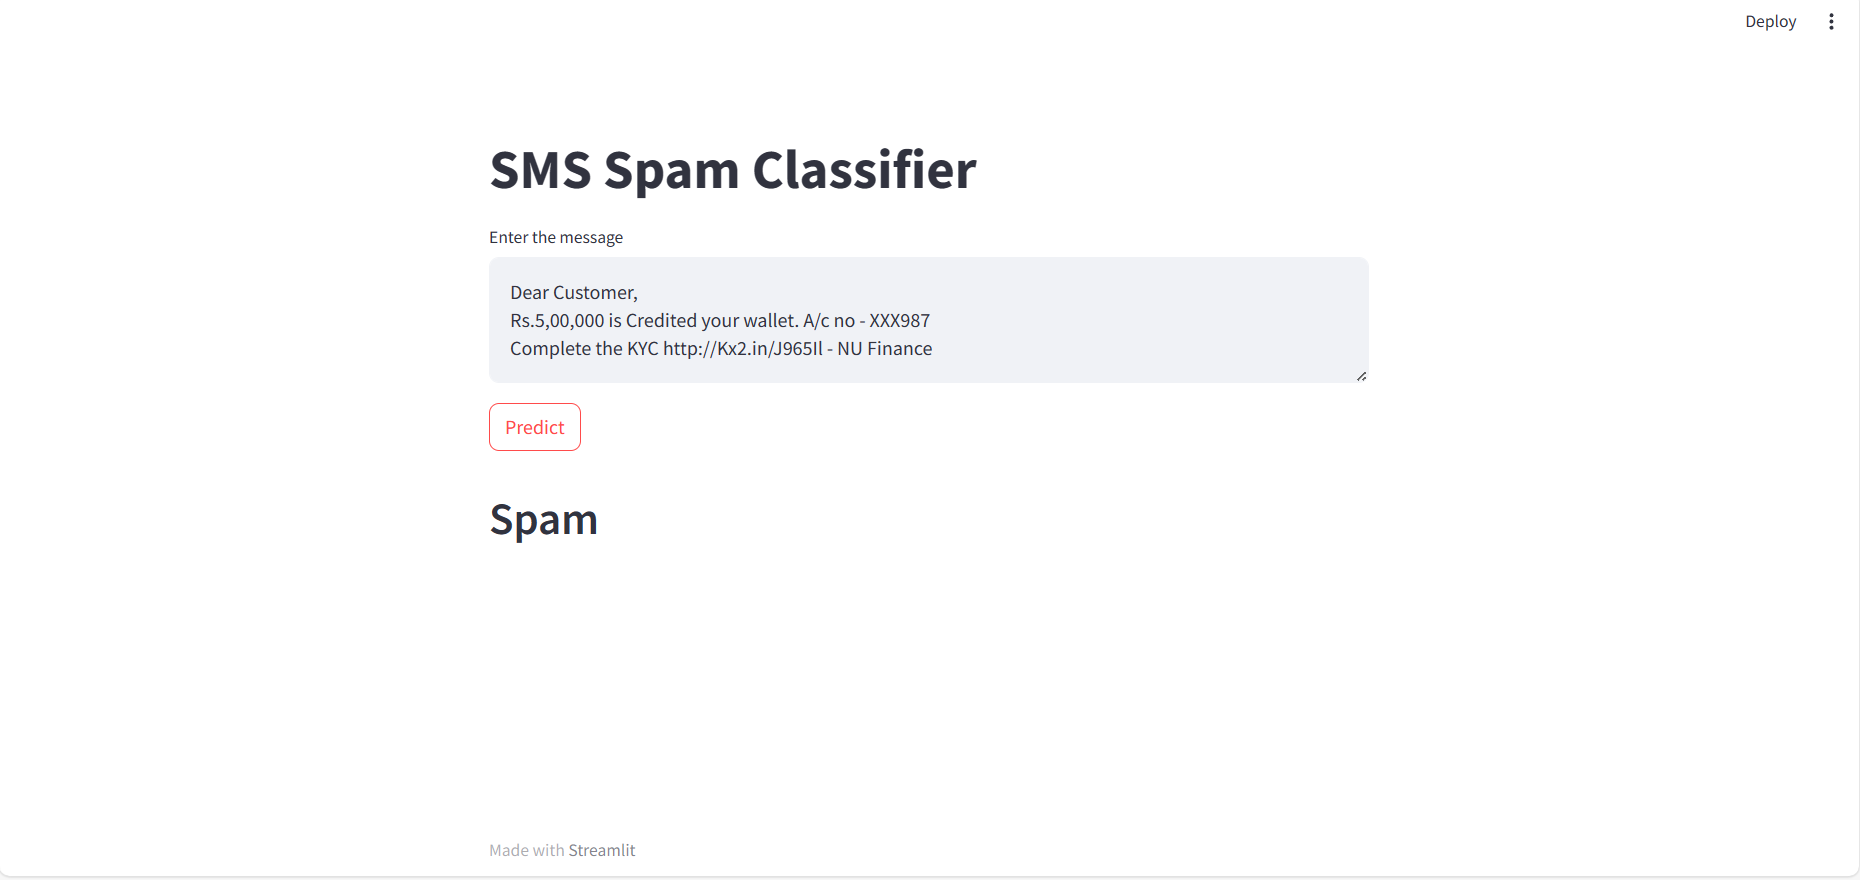 Deploy
SMS Spam Classifier
Enter the message
Dear Customer,
Rs.5,00,000 is Credited your wallet. A/c no - XXX987
Complete the KYC http://Kx2.in/J965Il - NU Finance
Predict
Spam
Made with Streamlit